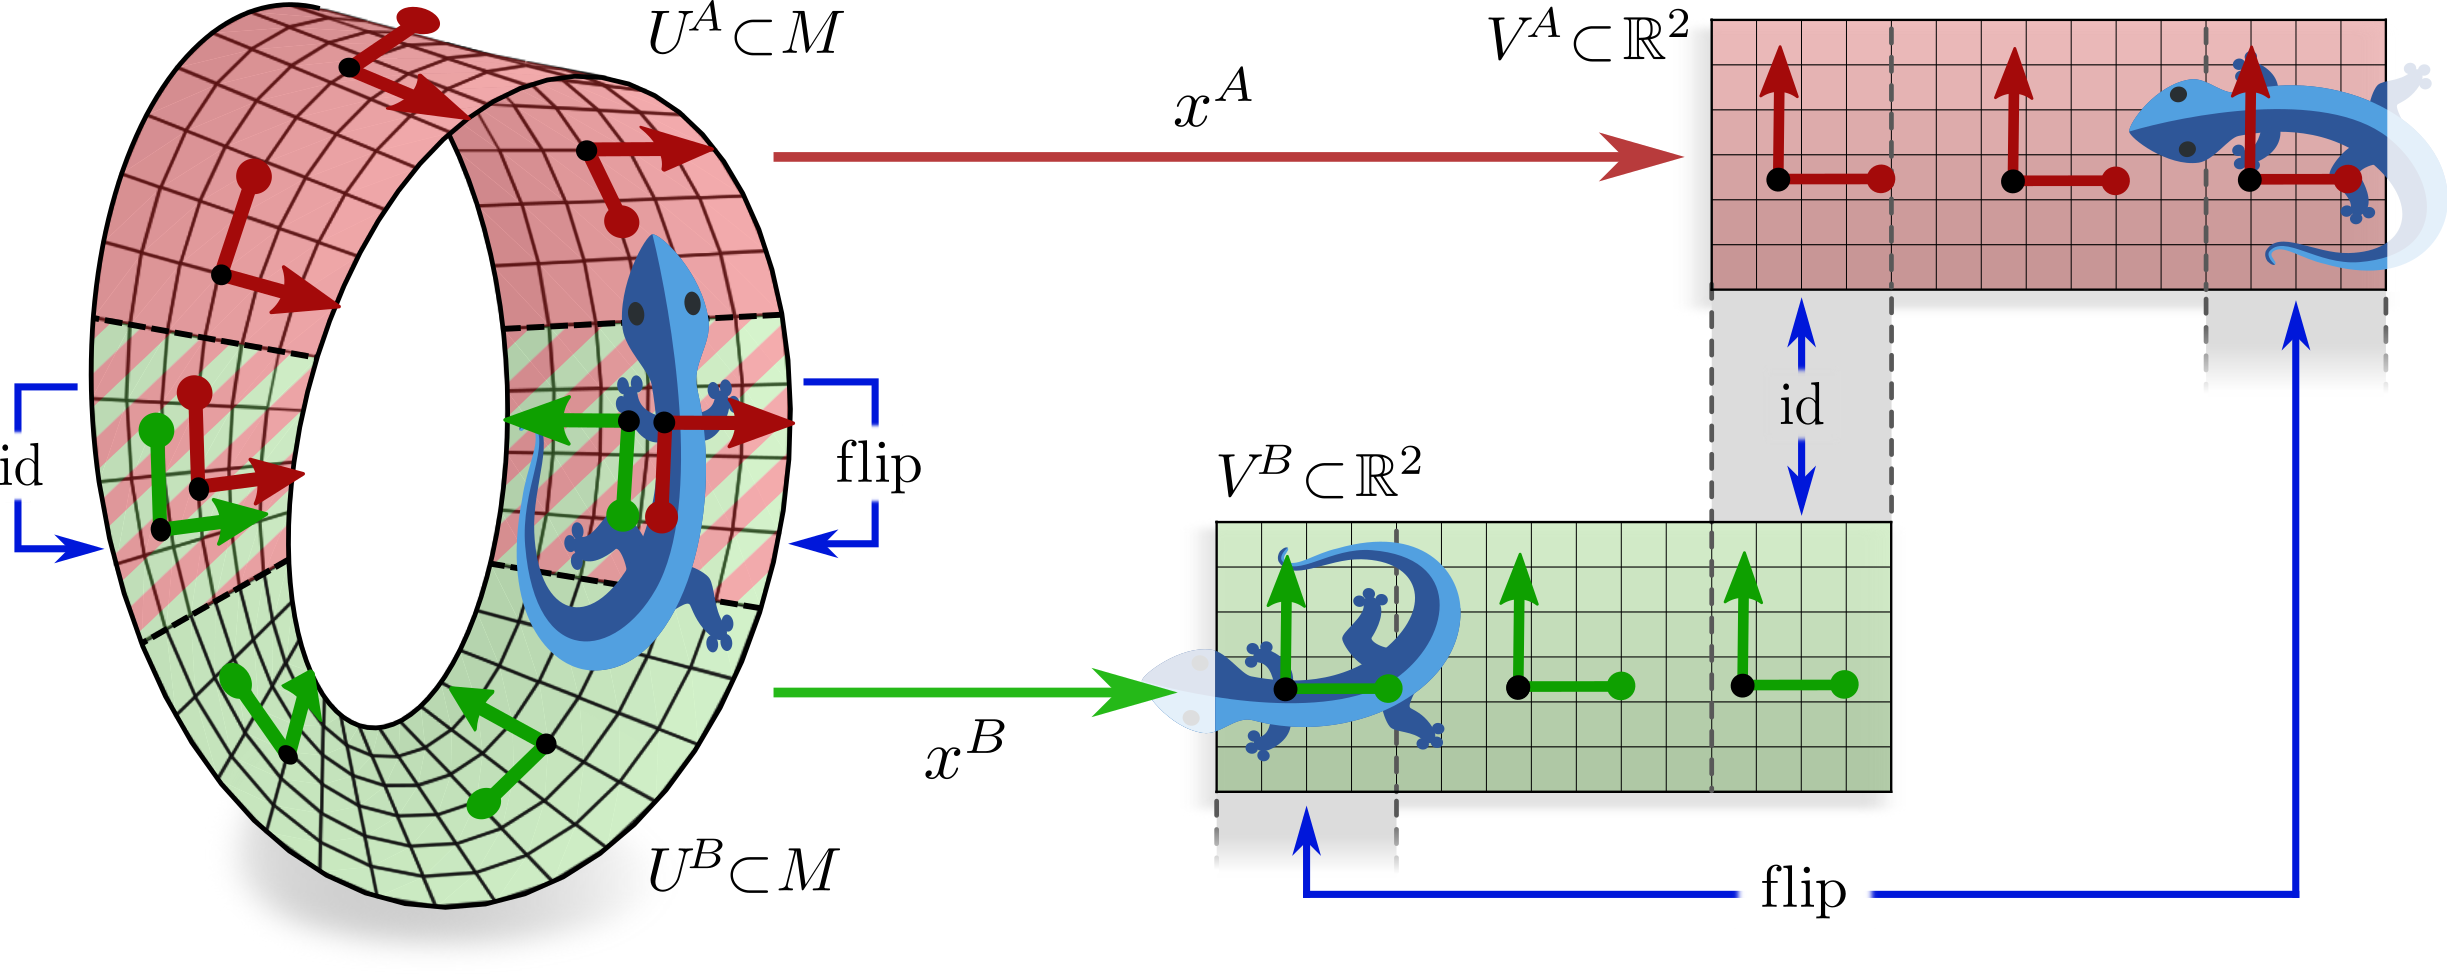 U^A ⊂ M
V^A ⊂ ℝ²
x^A
id
flip
id
V^B ⊂ ℝ²
x^B
U^B ⊂ M
flip